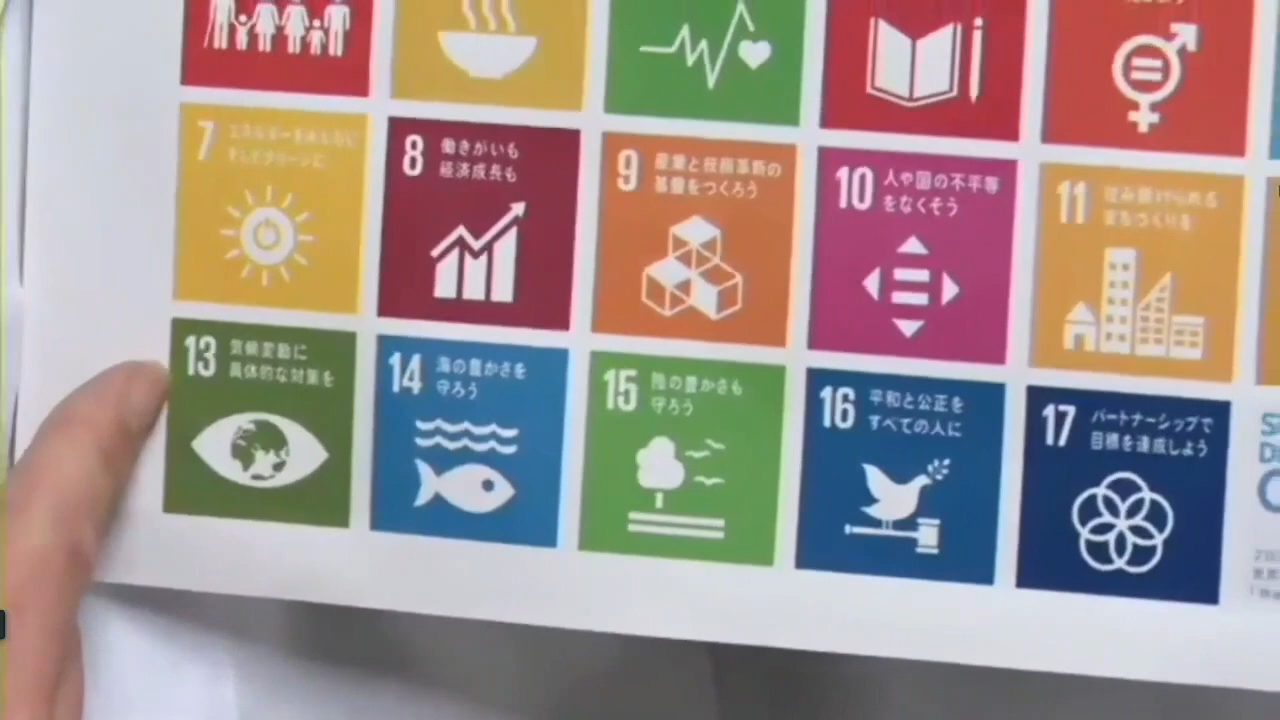 7
8 働きがいも
経済成長も
9 産業と技術革新の
基盤をつくろう
10 人や国の不平等
をなくそう
11
13 気候変動に
具体的な対策を
14 海の豊かさを
守ろう
15 陸の豊かさも
守ろう
16 平和と公正を
すべての人に
17 パートナーシップで
目標を達成しよう